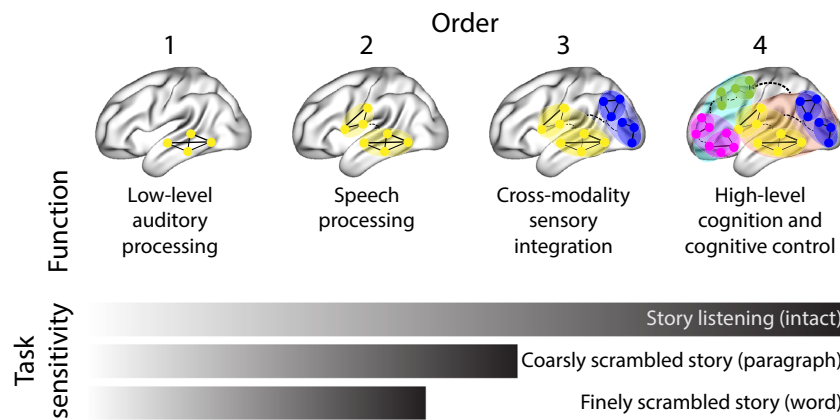 Order
1 2 3 4
Function
Low-level
auditory
processing
Speech
processing
Cross-modality
sensory
integration
High-level
cognition and
cognitive control
Task
sensitivity
Story listening (intact)
Coarsly scrambled story (paragraph)
Finely scrambled story (word)